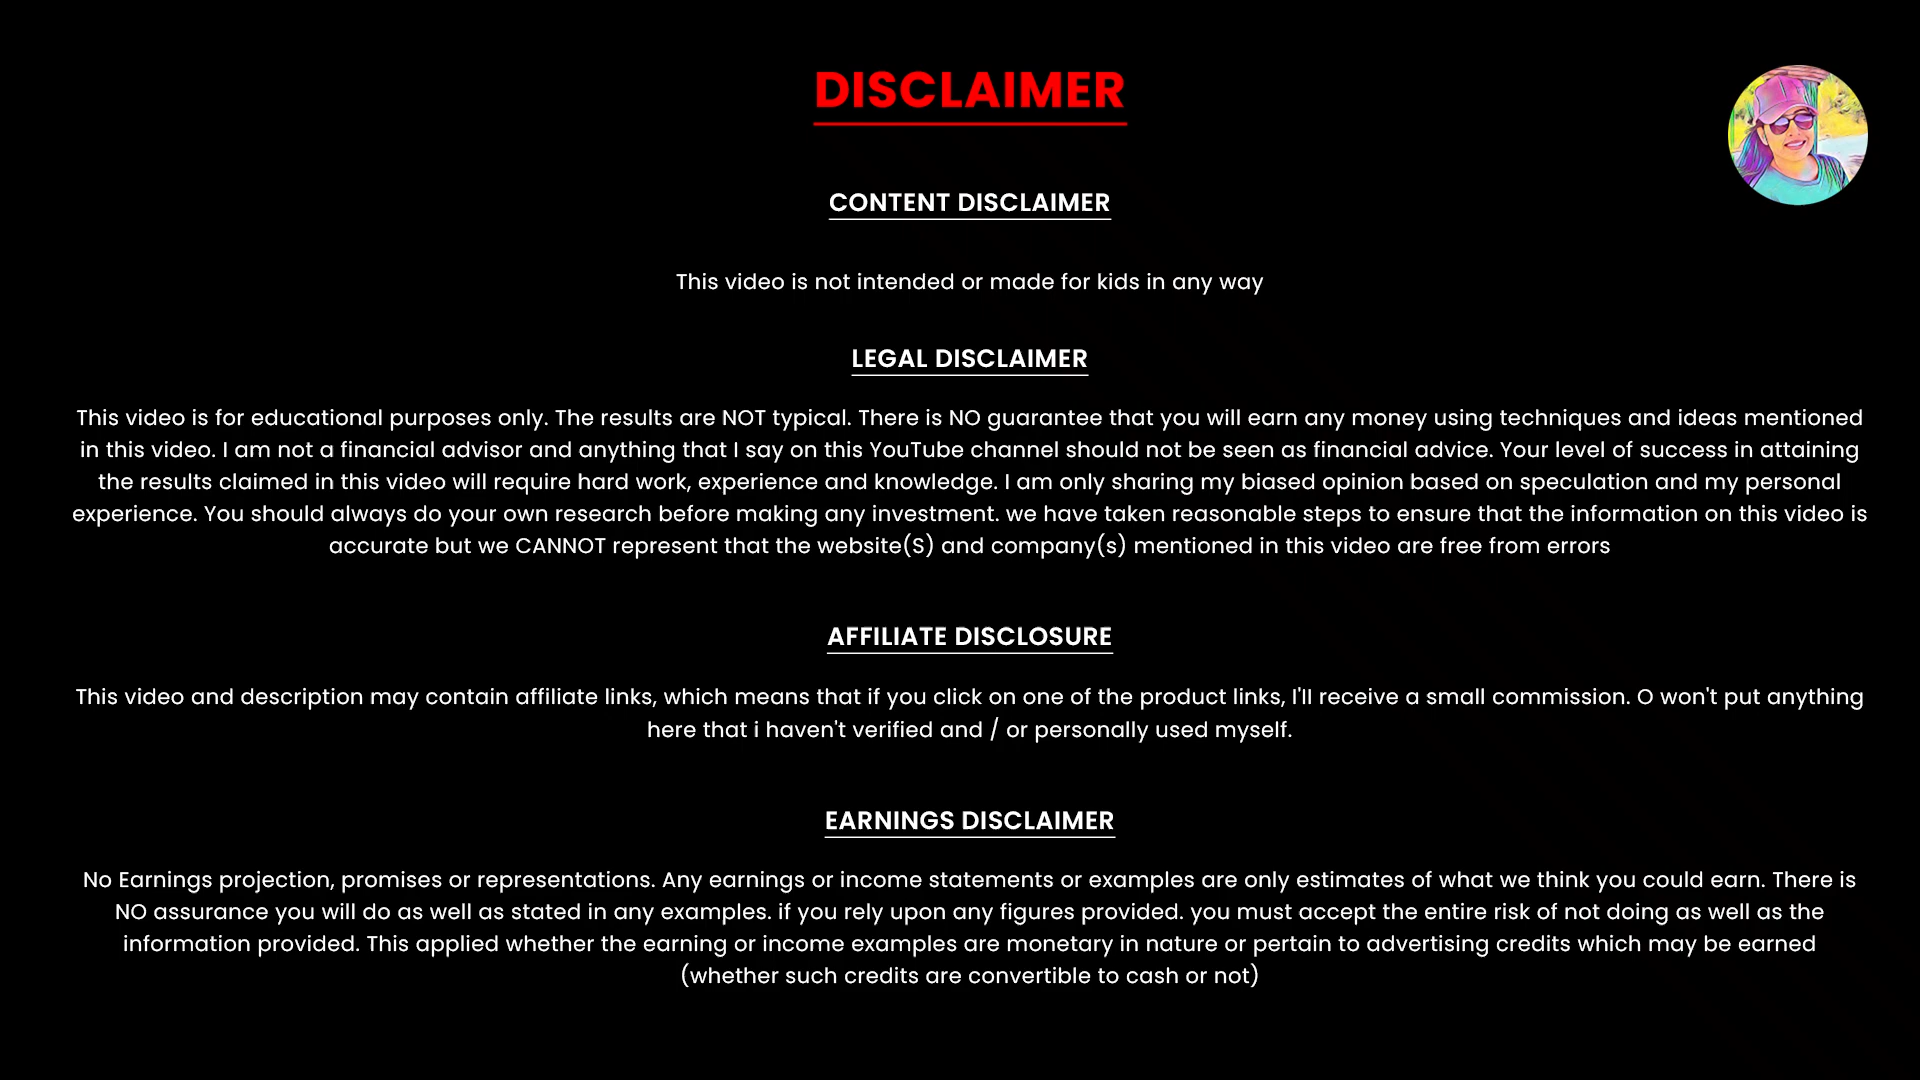 DISCLAIMER
CONTENT DISCLAIMER
This video is not intended or made for kids in any way
LEGAL DISCLAIMER
This video is for educational purposes only. The results are NOT typical. There is NO guarantee that you will earn any money using techniques and ideas mentioned
in this video. I am not a financial advisor and anything that I say on this YouTube channel should not be seen as financial advice. Your level of success in attaining
the results claimed in this video will require hard work, experience and knowledge. I am only sharing my biased opinion based on speculation and my personal
experience. You should always do your own research before making any investment. we have taken reasonable steps to ensure that the information on this video is
accurate but we CANNOT represent that the website(S) and company(s) mentioned in this video are free from errors
AFFILIATE DISCLOSURE
This video and description may contain affiliate links, which means that if you click on one of the product links, I'll receive a small commission. O won't put anything
here that i haven't verified and / or personally used myself.
EARNINGS DISCLAIMER
No Earnings projection, promises or representations. Any earnings or income statements or examples are only estimates of what we think you could earn. There is
NO assurance you will do as well as stated in any examples. if you rely upon any figures provided. you must accept the entire risk of not doing as well as the
information provided. This applied whether the earning or income examples are monetary in nature or pertain to advertising credits which may be earned
(whether such credits are convertible to cash or not)